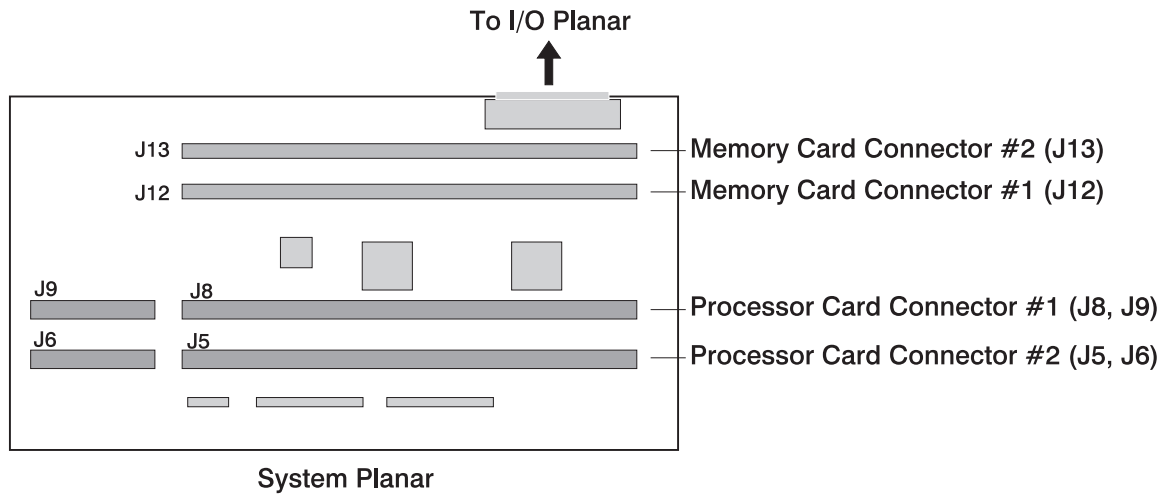 To I/O Planar
J13
Memory Card Connector #2 (J13)
J12
Memory Card Connector #1 (J12)
J9
J8
Processor Card Connector #1 (J8, J9)
J6
J5
Processor Card Connector #2 (J5, J6)
System Planar